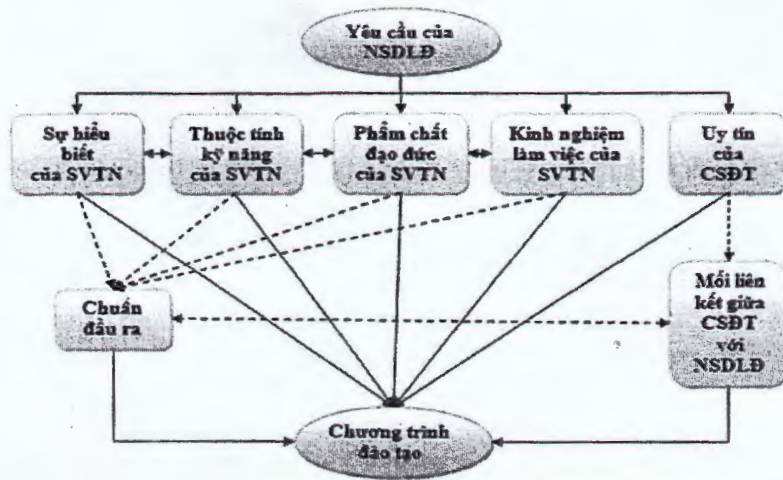 Yêu cầu của
NSDLĐ
Sự hiểu
biết
của SVTN
Thuộc tính
kỹ năng
của SVTN
Phẩm chất
đạo đức
của SVTN
Kinh nghiệm
làm việc của
SVTN
Uy tín
của
CSĐT
Chuẩn
đầu ra
Mối liên
kết giữa
CSĐT
với
NSDLĐ
Chương trình
đào tạo